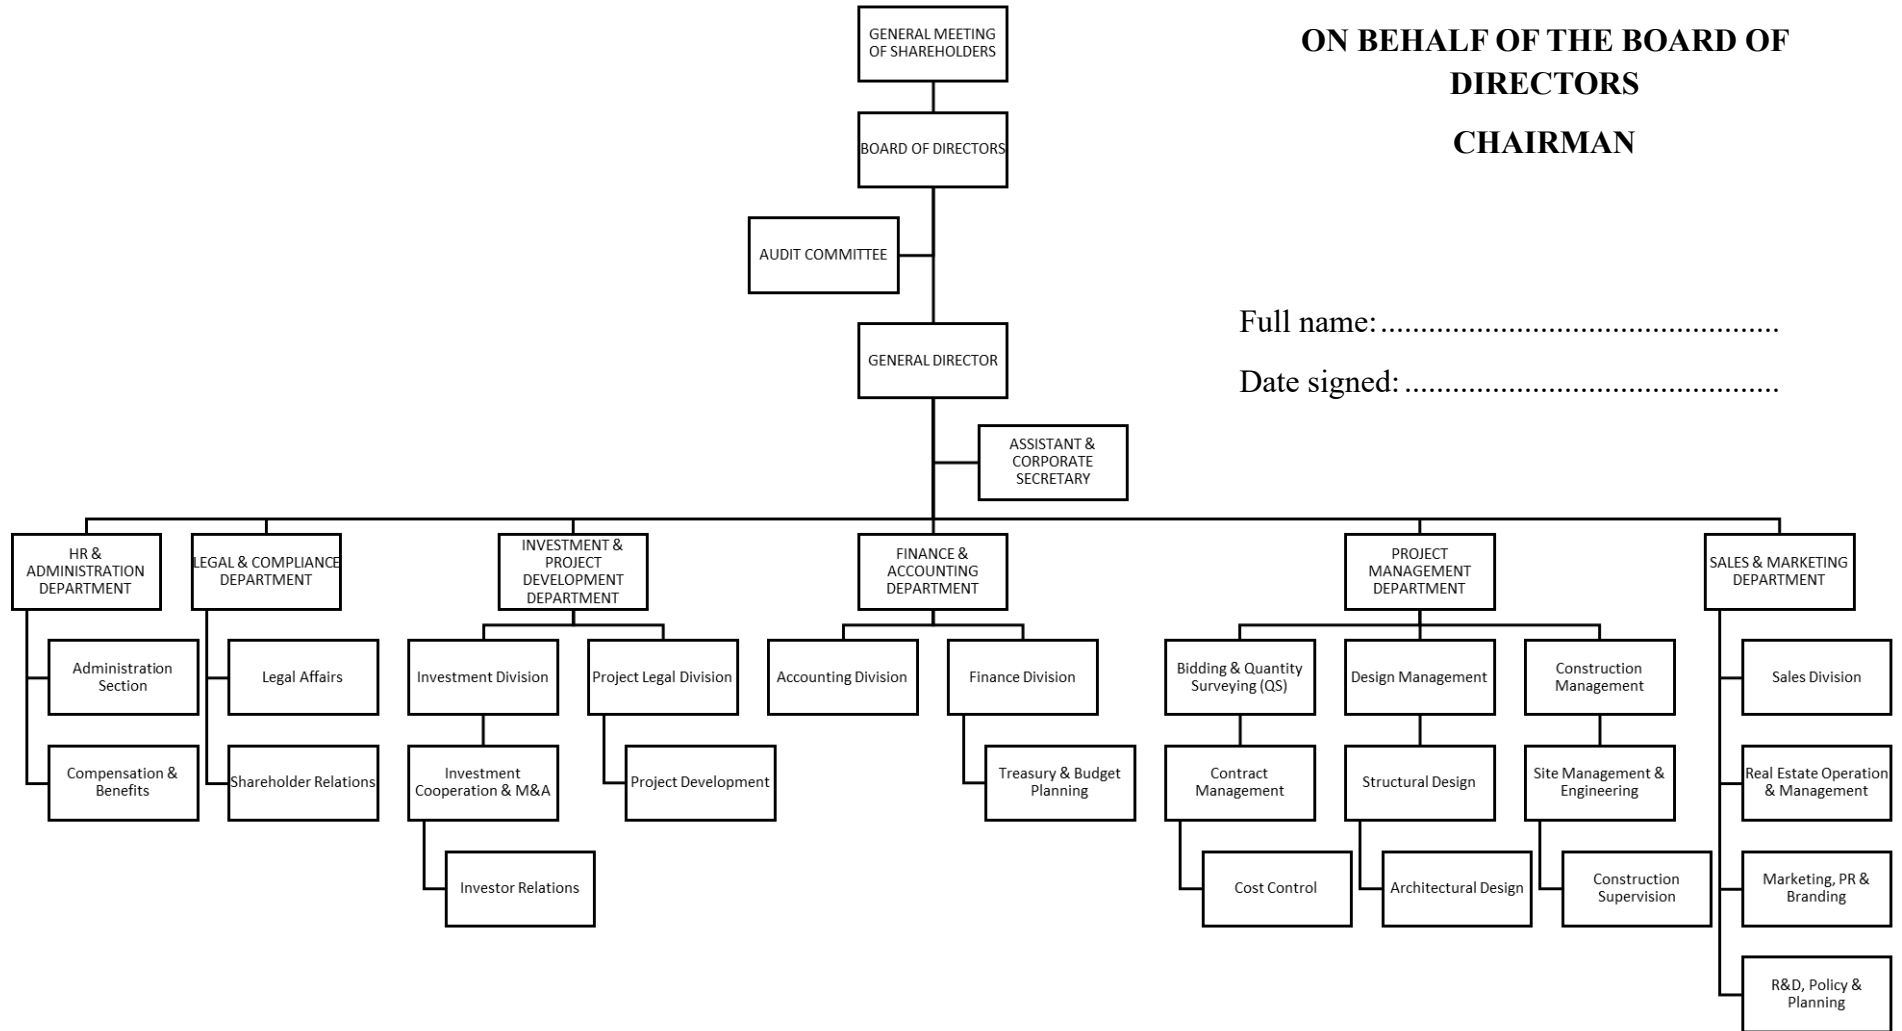 GENERAL MEETING
OF SHAREHOLDERS
ON BEHALF OF THE BOARD OF
DIRECTORS
CHAIRMAN
BOARD OF DIRECTORS
AUDIT COMMITTEE
Full name:..................................................
Date signed:...............................................
GENERAL DIRECTOR
ASSISTANT &
CORPORATE
SECRETARY
HR &
ADMINISTRATION
DEPARTMENT
LEGAL & COMPLIANCE
DEPARTMENT
INVESTMENT &
PROJECT
DEVELOPMENT
DEPARTMENT
FINANCE &
ACCOUNTING
DEPARTMENT
PROJECT
MANAGEMENT
DEPARTMENT
SALES & MARKETING
DEPARTMENT
Administration
Section
Legal Affairs
Investment Division
Project Legal Division
Accounting Division
Finance Division
Bidding & Quantity
Surveying (QS)
Design Management
Construction
Management
Sales Division
Compensation &
Benefits
Shareholder Relations
Investment
Cooperation & M&A
Project Development
Treasury & Budget
Planning
Contract
Management
Structural Design
Site Management &
Engineering
Real Estate Operation
& Management
Investor Relations
Cost Control
Architectural Design
Construction
Supervision
Marketing, PR &
Branding
R&D, Policy &
Planning